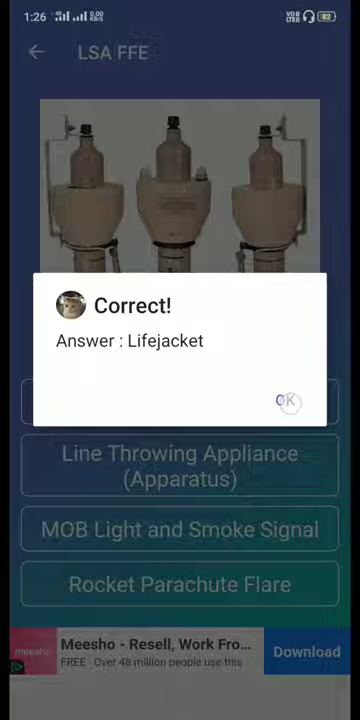 1:26
82
LSA FFE
Correct!
Answer : Lifejacket
OK
Line Throwing Appliance
(Apparatus)
MOB Light and Smoke Signal
Rocket Parachute Flare
meesho
Meesho - Resell, Work Fro...
FREE · Over 48 million people use this
Download